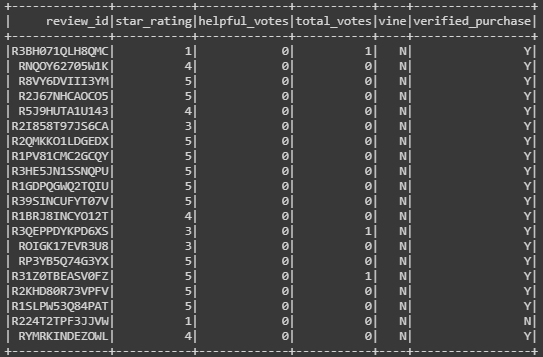 +--------------+-----------+-------------+-----------+----+-----------------+
|     review_id|star_rating|helpful_votes|total_votes|vine|verified_purchase|
+--------------+-----------+-------------+-----------+----+-----------------+
|R3BH071QLH8QMC|          1|            0|          1|   N|                Y|
| RNQOY62705W1K|          4|            0|          0|   N|                Y|
| R8VY6DVIII3YM|          5|            0|          0|   N|                Y|
| R2J67NHCAOCO5|          5|            0|          0|   N|                Y|
| R5J9HUTA1U143|          4|            0|          0|   N|                Y|
|R2I858T97JS6CA|          3|            0|          0|   N|                Y|
|R2QMKKO1LDGEDX|          5|            0|          0|   N|                Y|
|R1PV81CMC2GCQY|          5|            0|          0|   N|                Y|
|R3HE5JN1SSNQPU|          5|            0|          0|   N|                Y|
|R1GDPQGWQ2TQIU|          5|            0|          0|   N|                Y|
|R39SINCUFYT07V|          5|            0|          0|   N|                Y|
|R1BRJ8INCYO12T|          4|            0|          0|   N|                Y|
|R3QEPPDYKPD6XS|          3|            0|          1|   N|                Y|
| ROIGK17EVR3U8|          3|            0|          0|   N|                Y|
| RP3YB5Q74G3YX|          5|            0|          0|   N|                Y|
|R31Z0TBEASV0FZ|          5|            0|          1|   N|                Y|
|R2KHD80R73VPFV|          5|            0|          0|   N|                Y|
|R1SLPW53Q84PAT|          5|            0|          0|   N|                Y|
|R224T2TPF3JJVW|          1|            0|          0|   N|                N|
| RYMRKINDEZOWL|          4|            0|          0|   N|                Y|
+--------------+-----------+-------------+-----------+----+-----------------+